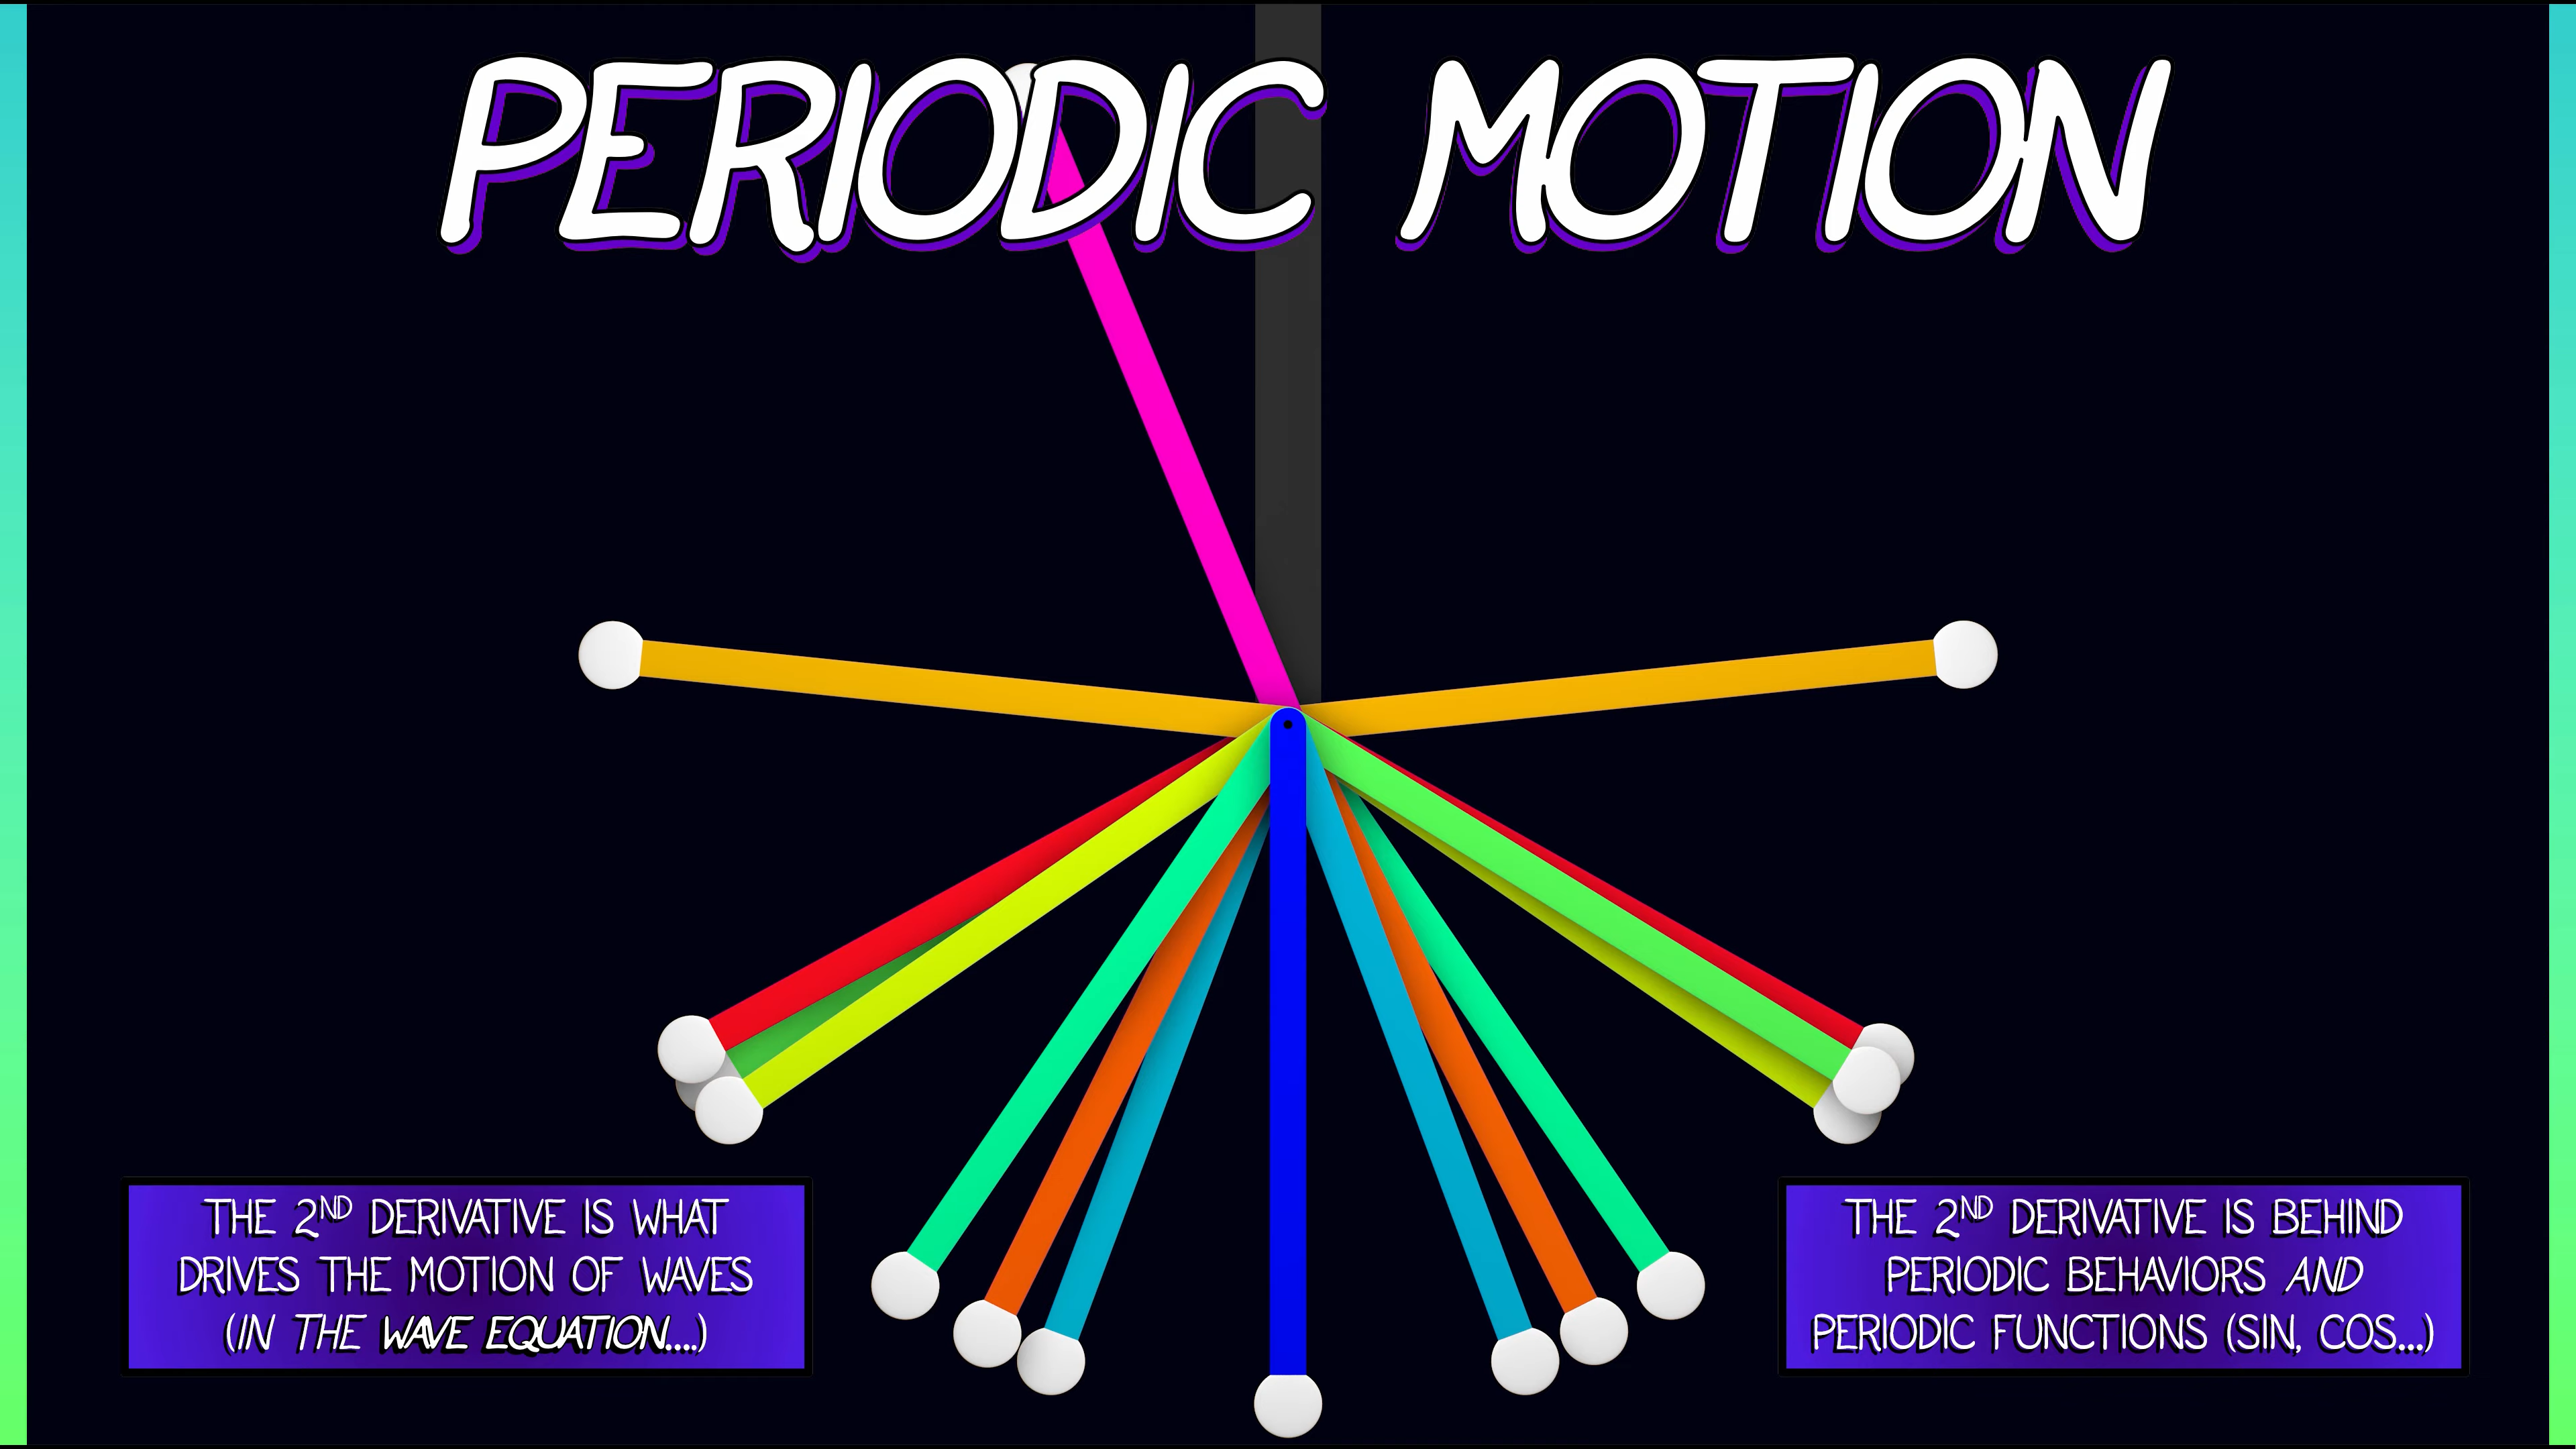 PERIODIC MOTION
THE 2ND DERIVATIVE IS WHAT
DRIVES THE MOTION OF WAVES
(IN THE WAVE EQUATION....)
THE 2ND DERIVATIVE IS BEHIND
PERIODIC BEHAVIORS AND
PERIODIC FUNCTIONS (SIN, COS...)